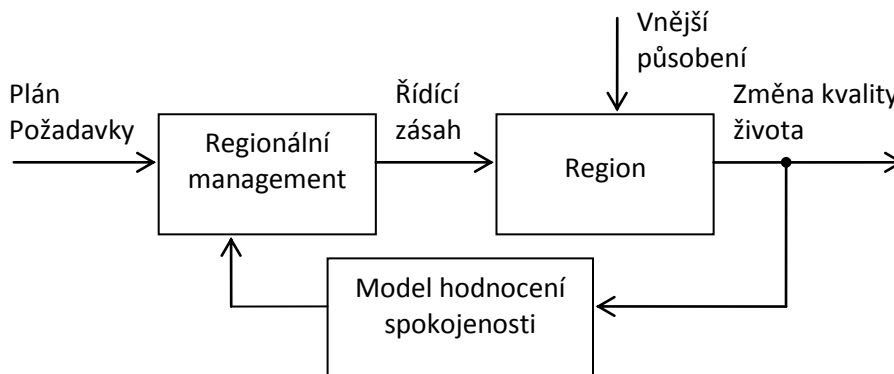 Vnější
působení
Plán
Požadavky
Řídící
zásah
Změna kvality
života
Regionální
management
Region
Model hodnocení
spokojenosti